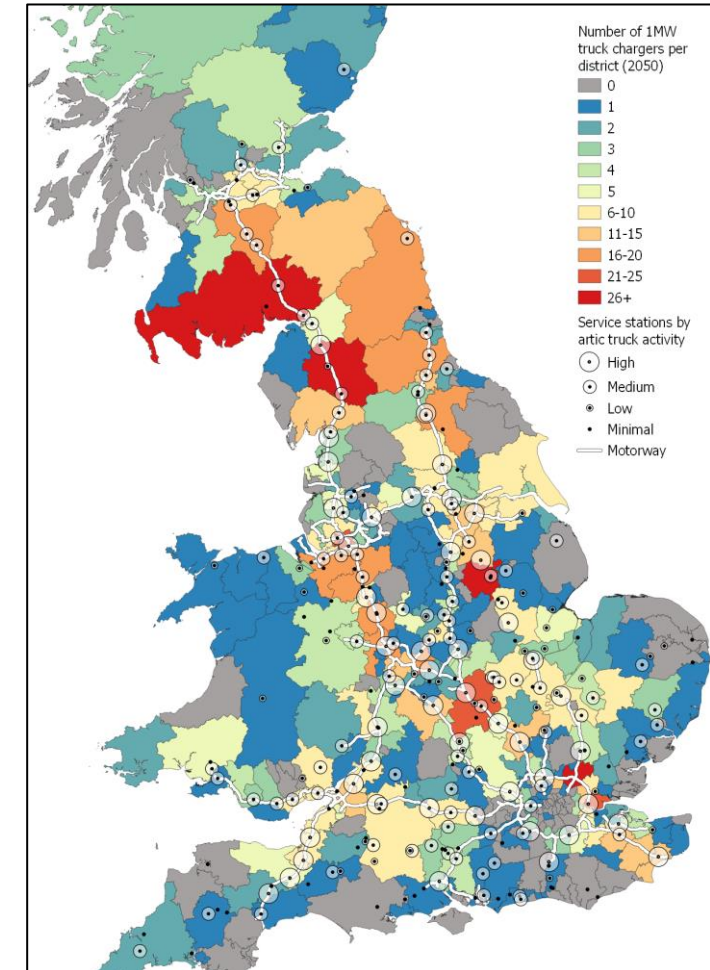 Number of 1MW
truck chargers per
district (2050)
0
1
2
3
4
5
6-10
11-15
16-20
21-25
26+
Service stations by
artic truck activity
High
Medium
Low
Minimal
Motorway